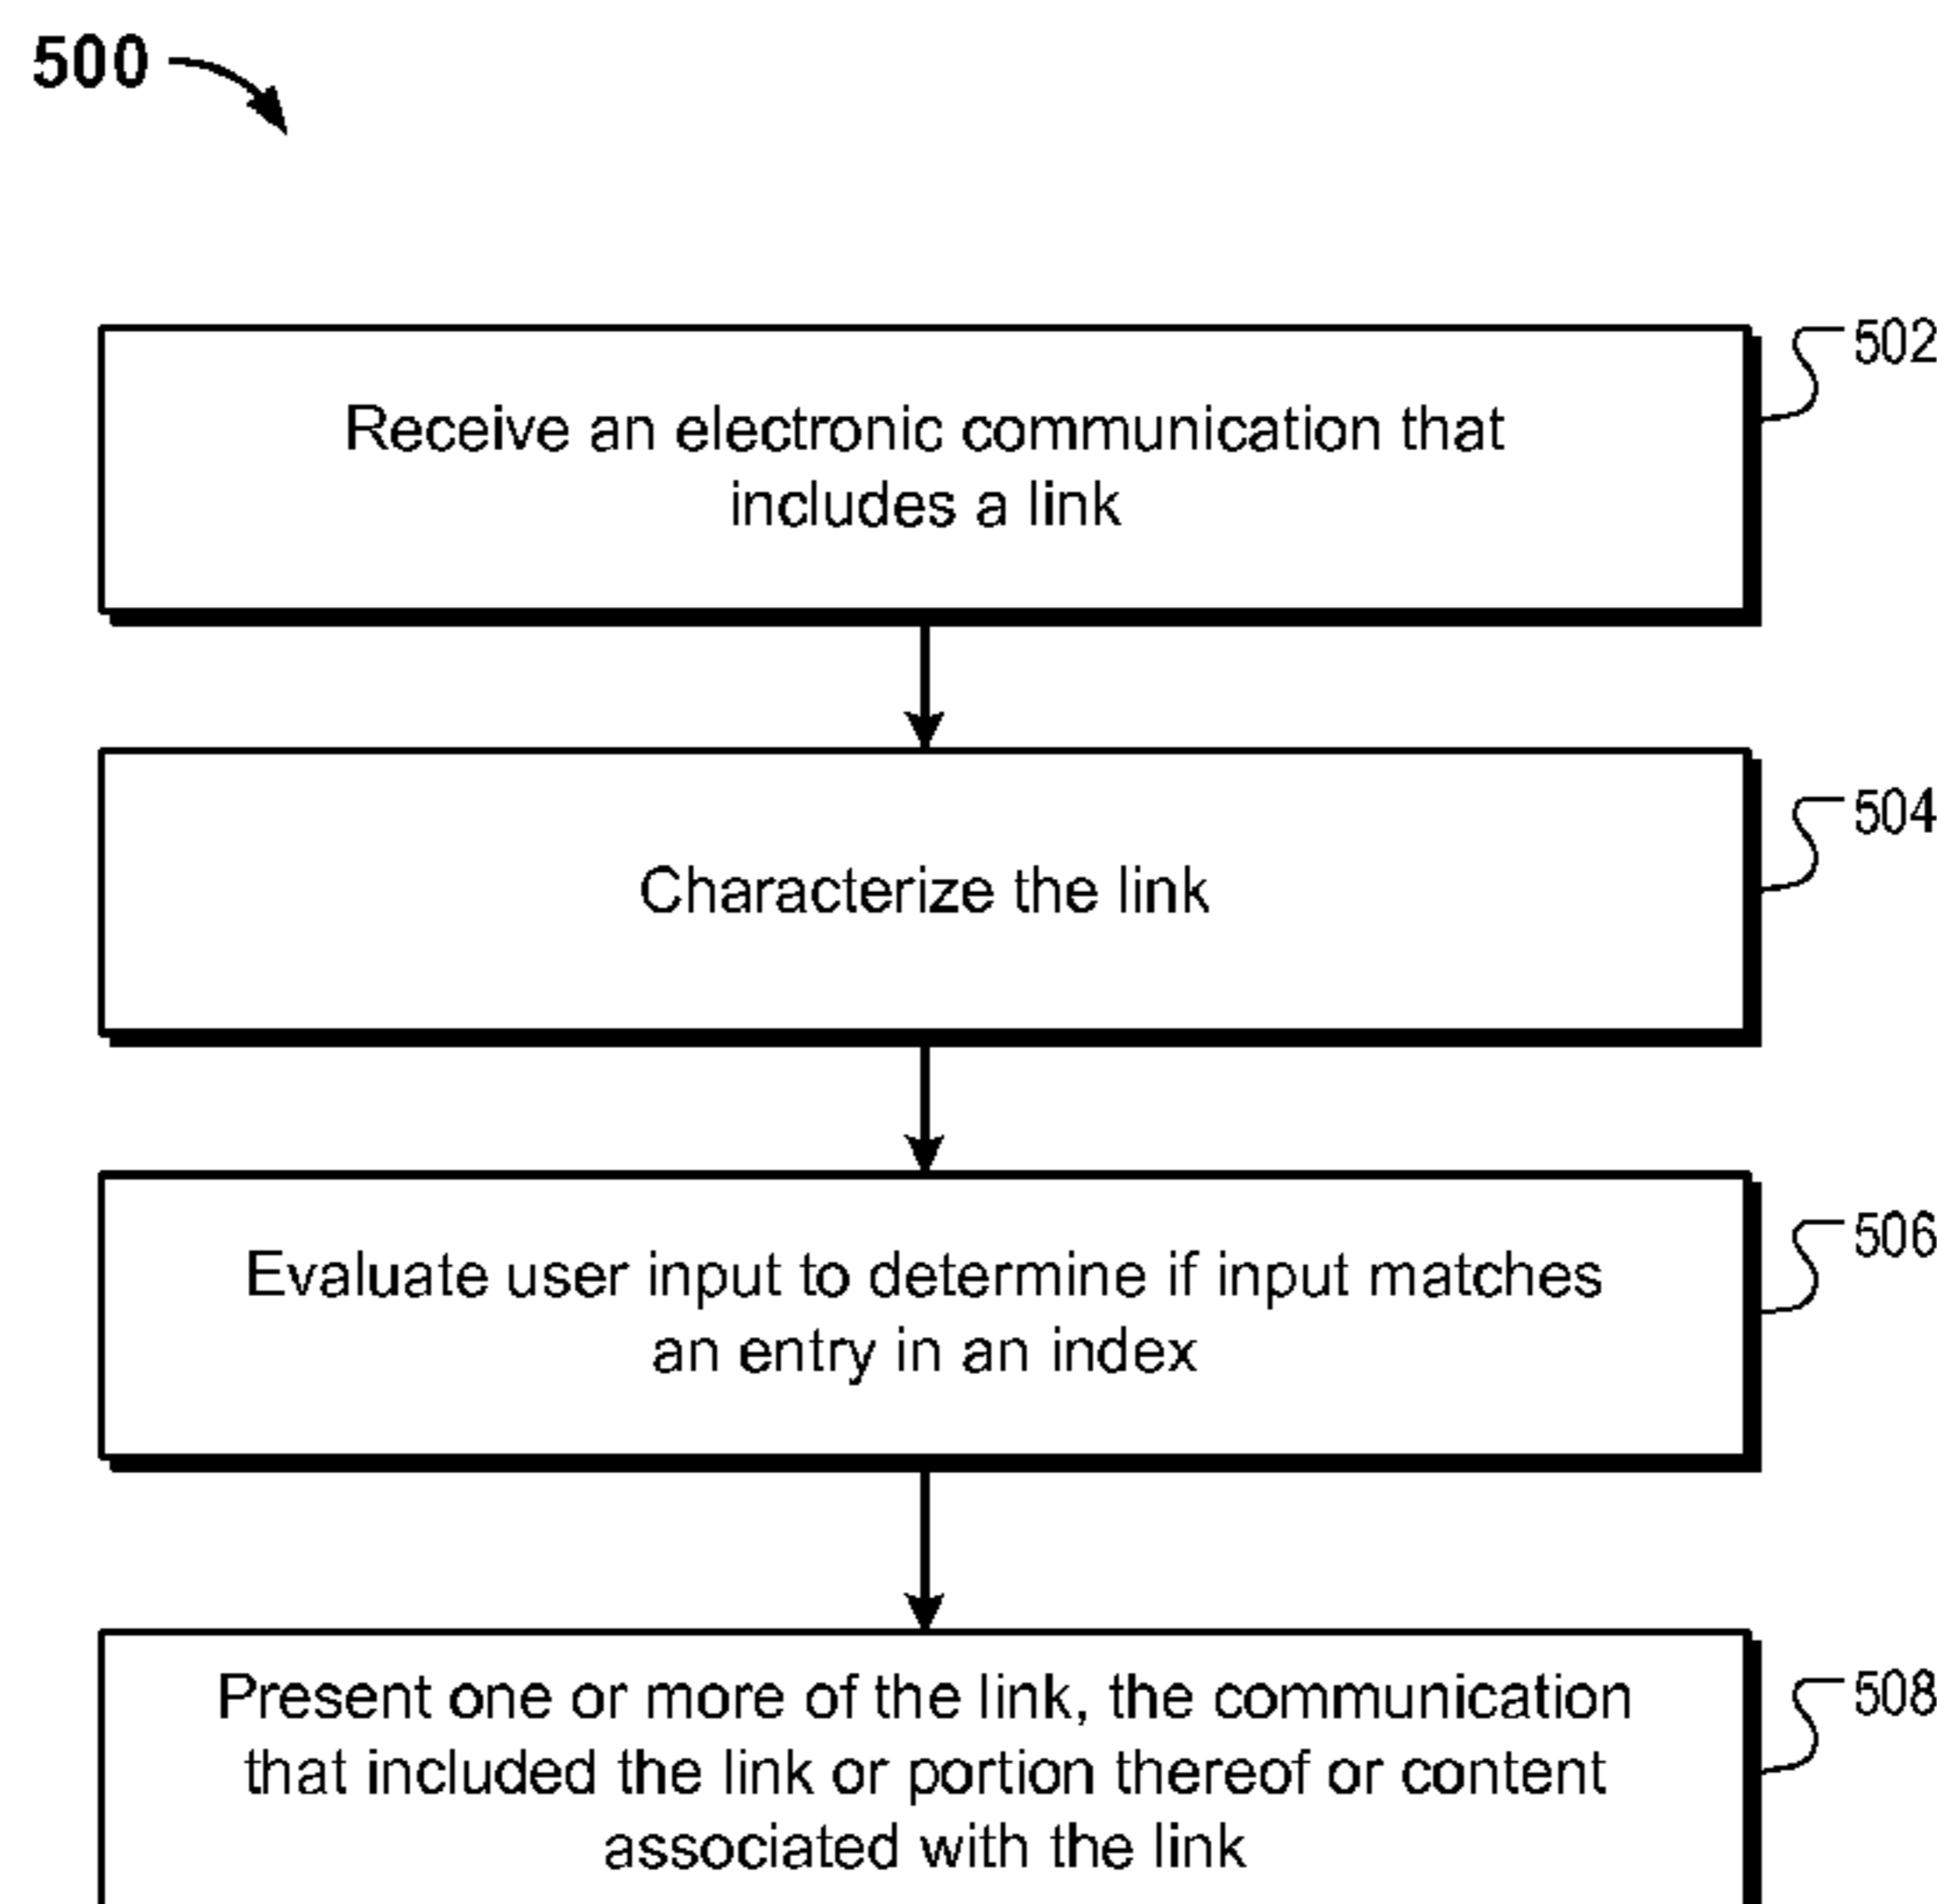 500
502
Receive an electronic communication that
includes a link
504
Characterize the link
506
Evaluate user input to determine if input matches
an entry in an index
508
Present one or more of the link, the communication
that included the link or portion thereof or content
associated with the link